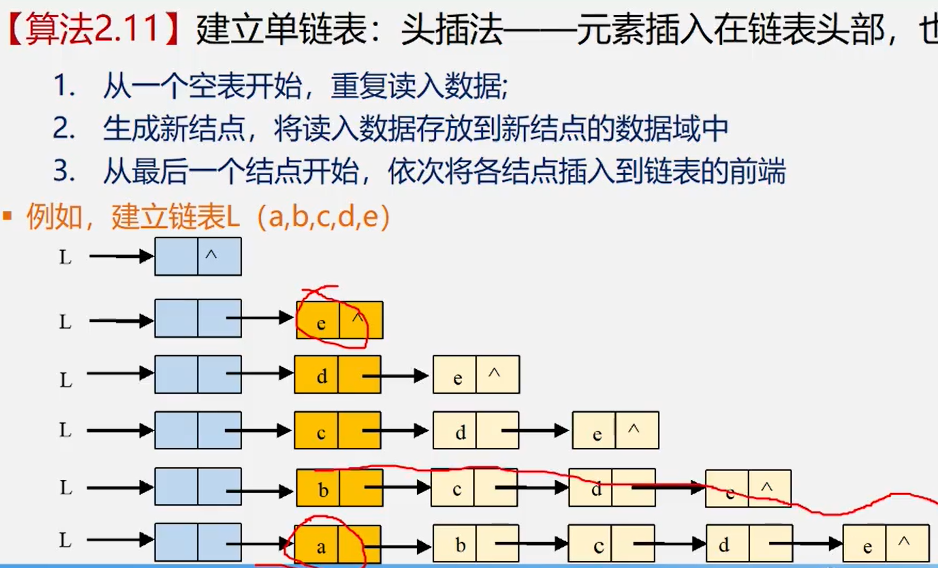 【算法2.11】建立单链表：头插法——元素插入在链表头部，也
1. 从一个空表开始，重复读入数据;
2. 生成新结点，将读入数据存放到新结点的数据域中
3. 从最后一个结点开始，依次将各结点插入到链表的前端
▪ 例如，建立链表L（a,b,c,d,e）
L ^
L e ^
L d e ^
L c d e ^
L b c d e ^
L a b c d e ^